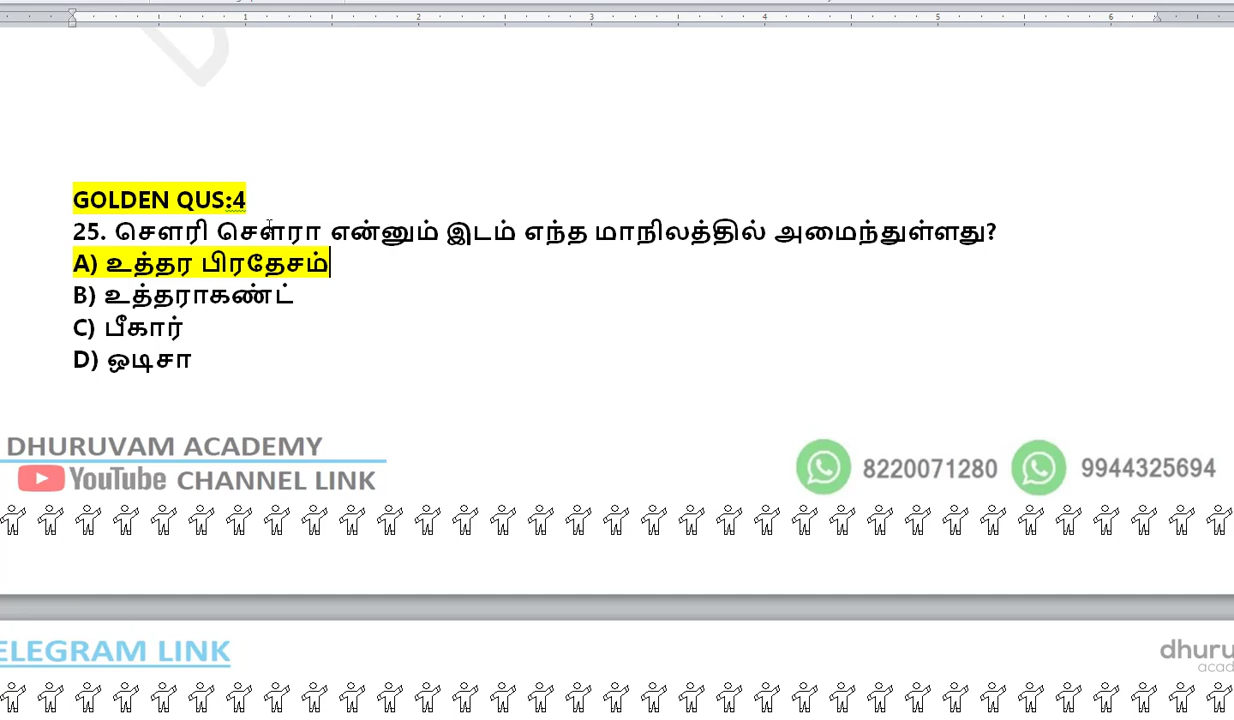 GOLDEN QUS:4
25. சௌரி சௌரா என்னும் இடம் எந்த மாநிலத்தில் அமைந்துள்ளது?
A) உத்தர பிரதேசம்
B) உத்தராகண்ட்
C) பீகார்
D) ஒடிசா
DHURUVAM ACADEMY
YouTube CHANNEL LINK
8220071280 9944325694
ELEGRAM LINK
dhuru
acad